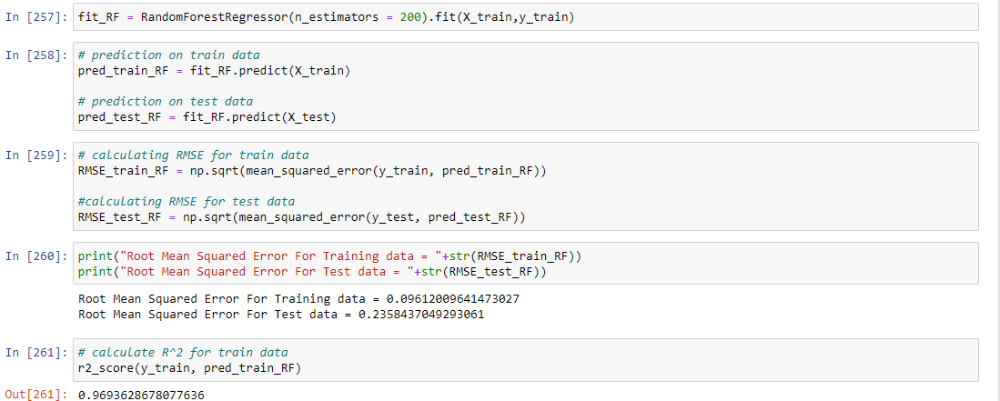 In [257]: fit_RF = RandomForestRegressor(n_estimators = 200).fit(X_train,y_train)
In [258]: # prediction on train data
pred_train_RF = fit_RF.predict(X_train)
# prediction on test data
pred_test_RF = fit_RF.predict(X_test)
In [259]: # calculating RMSE for train data
RMSE_train_RF = np.sqrt(mean_squared_error(y_train, pred_train_RF))
#calculating RMSE for test data
RMSE_test_RF = np.sqrt(mean_squared_error(y_test, pred_test_RF))
In [260]: print("Root Mean Squared Error For Training data = "+str(RMSE_train_RF))
print("Root Mean Squared Error For Test data = "+str(RMSE_test_RF))
Root Mean Squared Error For Training data = 0.09612009641473027
Root Mean Squared Error For Test data = 0.2358437049293061
In [261]: # calculate R^2 for train data
r2_score(y_train, pred_train_RF)
Out[261]: 0.9693628678077636